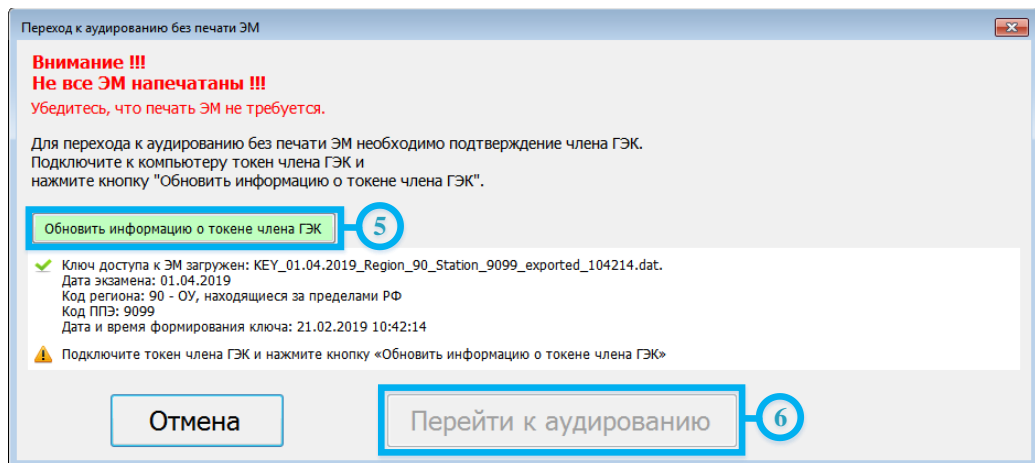 Переход к аудированию без печати ЭМ
Внимание !!!
Не все ЭМ напечатаны !!!
Убедитесь, что печать ЭМ не требуется.
Для перехода к аудированию без печати ЭМ необходимо подтверждение члена ГЭК.
Подключите к компьютеру токен члена ГЭК и
нажмите кнопку "Обновить информацию о токене члена ГЭК".
Обновить информацию о токене члена ГЭК
5
Ключ доступа к ЭМ загружен: KEY_01.04.2019_Region_90_Station_9099_exported_104214.dat.
Дата экзамена: 01.04.2019
Код региона: 90 - ОУ, находящиеся за пределами РФ
Код ППЭ: 9099
Дата и время формирования ключа: 21.02.2019 10:42:14
Подключите токен члена ГЭК и нажмите кнопку «Обновить информацию о токене члена ГЭК»
Отмена
Перейти к аудированию
6